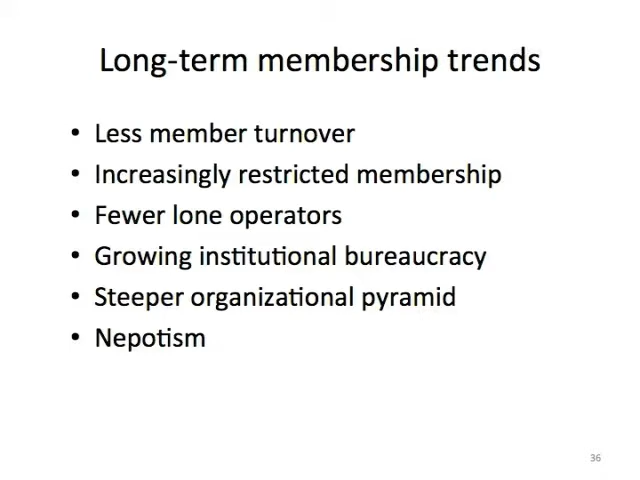 Long-term membership trends
• Less member turnover
• Increasingly restricted membership
• Fewer lone operators
• Growing institutional bureaucracy
• Steeper organizational pyramid
• Nepotism
36